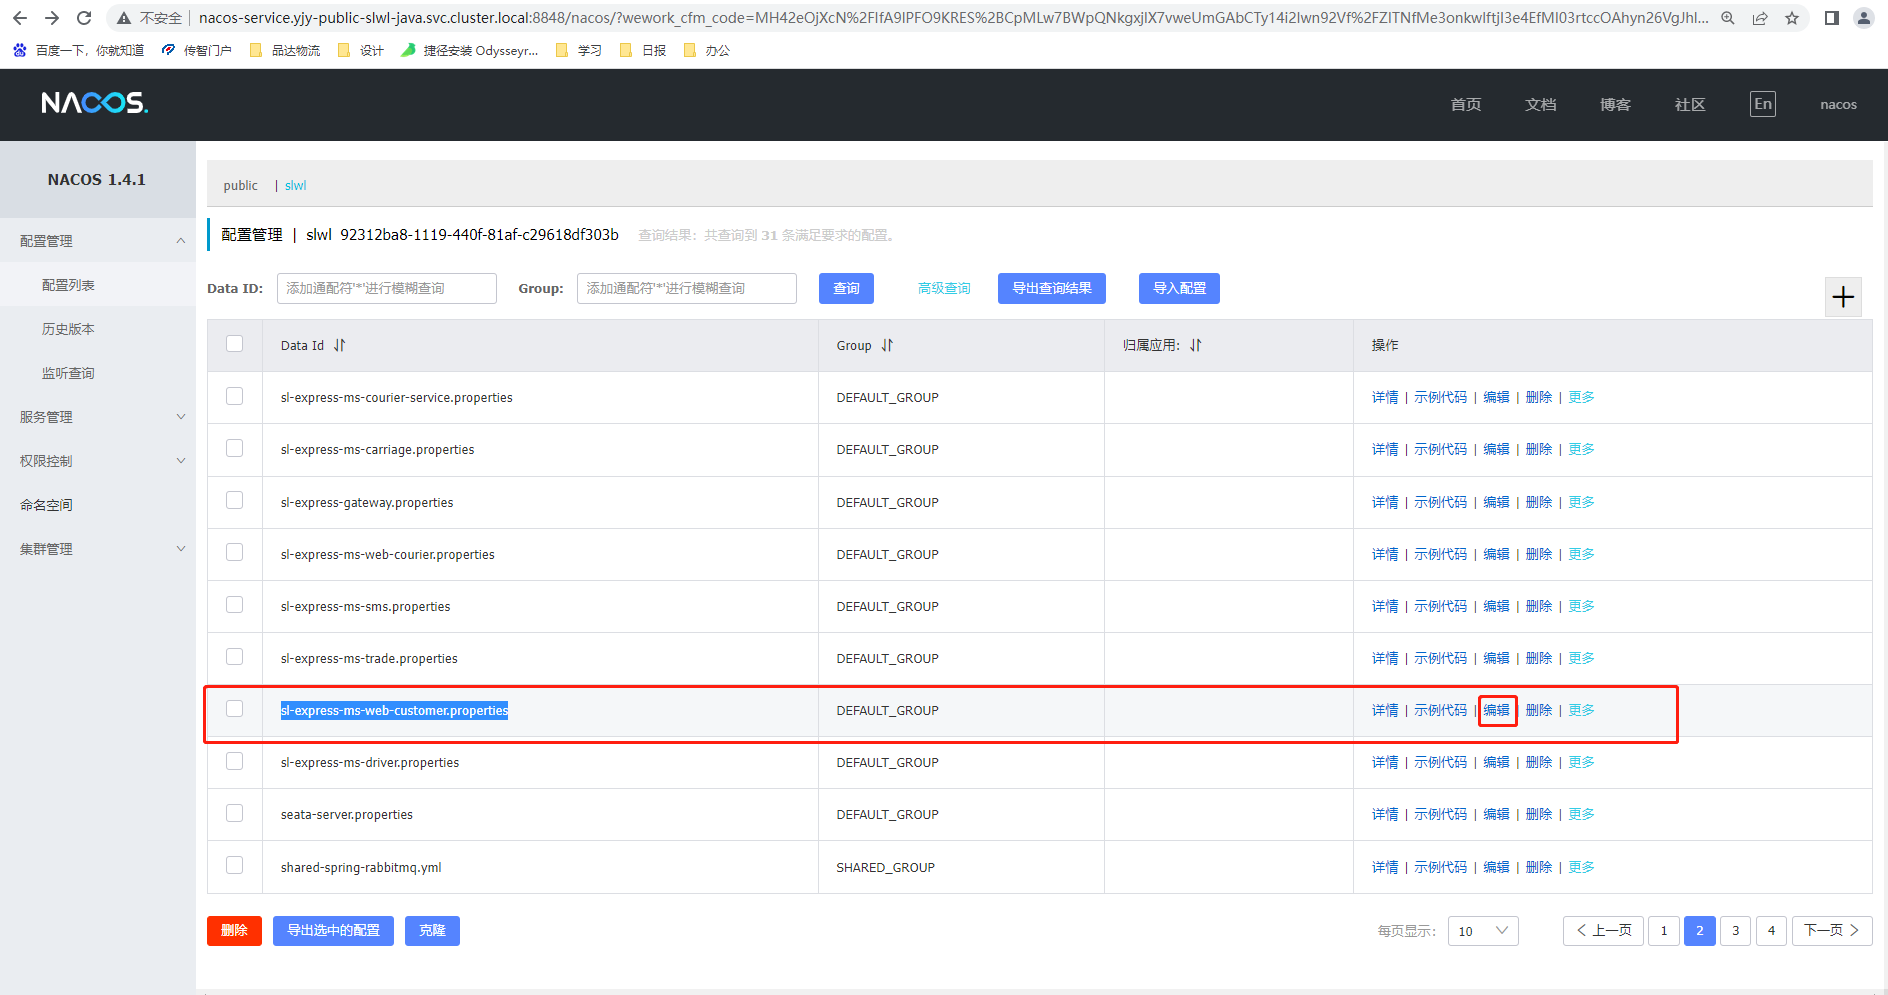 不安全 | nacos-service.yjy-public-slwl-java.svc.cluster.local:8848/nacos/?wework_cfm_code=
百度一下，你就知道 传智门户 品达物流 设计 捷径安装 Odysseyr... 学习 日报 办公
NACOS.
首页 文档 博客 社区 En nacos
NACOS 1.4.1
配置管理
配置列表
历史版本
监听查询
服务管理
权限控制
命名空间
集群管理
public | slwl
配置管理 | slwl 92312ba8-1119-440f-81af-c29618df303b 查询结果：共查询到 31 条满足要求的配置。
Data ID: 添加通配符'*'进行模糊查询 Group: 添加通配符'*'进行模糊查询 查询 高级查询 导出查询结果 导入配置
Data Id Group 归属应用: 操作
sl-express-ms-courier-service.properties DEFAULT_GROUP 详情 | 示例代码 | 编辑 | 删除 | 更多
sl-express-ms-carriage.properties DEFAULT_GROUP 详情 | 示例代码 | 编辑 | 删除 | 更多
sl-express-gateway.properties DEFAULT_GROUP 详情 | 示例代码 | 编辑 | 删除 | 更多
sl-express-ms-web-courier.properties DEFAULT_GROUP 详情 | 示例代码 | 编辑 | 删除 | 更多
sl-express-ms-sms.properties DEFAULT_GROUP 详情 | 示例代码 | 编辑 | 删除 | 更多
sl-express-ms-trade.properties DEFAULT_GROUP 详情 | 示例代码 | 编辑 | 删除 | 更多
sl-express-ms-web-customer.properties DEFAULT_GROUP 详情 | 示例代码 | 编辑 | 删除 | 更多
sl-express-ms-driver.properties DEFAULT_GROUP 详情 | 示例代码 | 编辑 | 删除 | 更多
seata-server.properties DEFAULT_GROUP 详情 | 示例代码 | 编辑 | 删除 | 更多
shared-spring-rabbitmq.yml SHARED_GROUP 详情 | 示例代码 | 编辑 | 删除 | 更多
删除 导出选中的配置 克隆 每页显示: 10 上一页 1 2 3 4 下一页